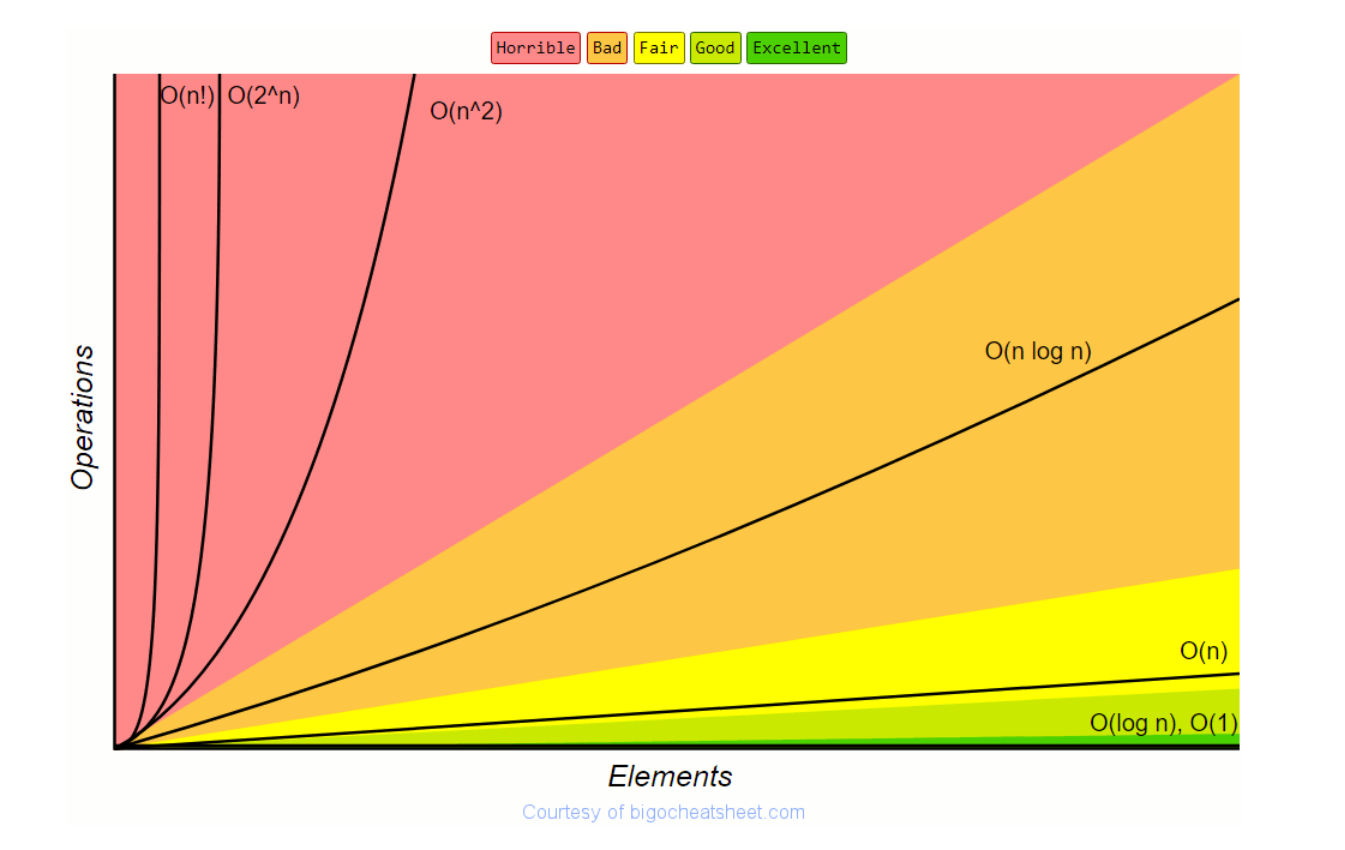 Horrible Bad Fair Good Excellent
O(n!) O(2^n)
O(n^2)
O(n log n)
Operations
O(n)
O(log n), O(1)
Elements
Courtesy of bigocheatsheet.com